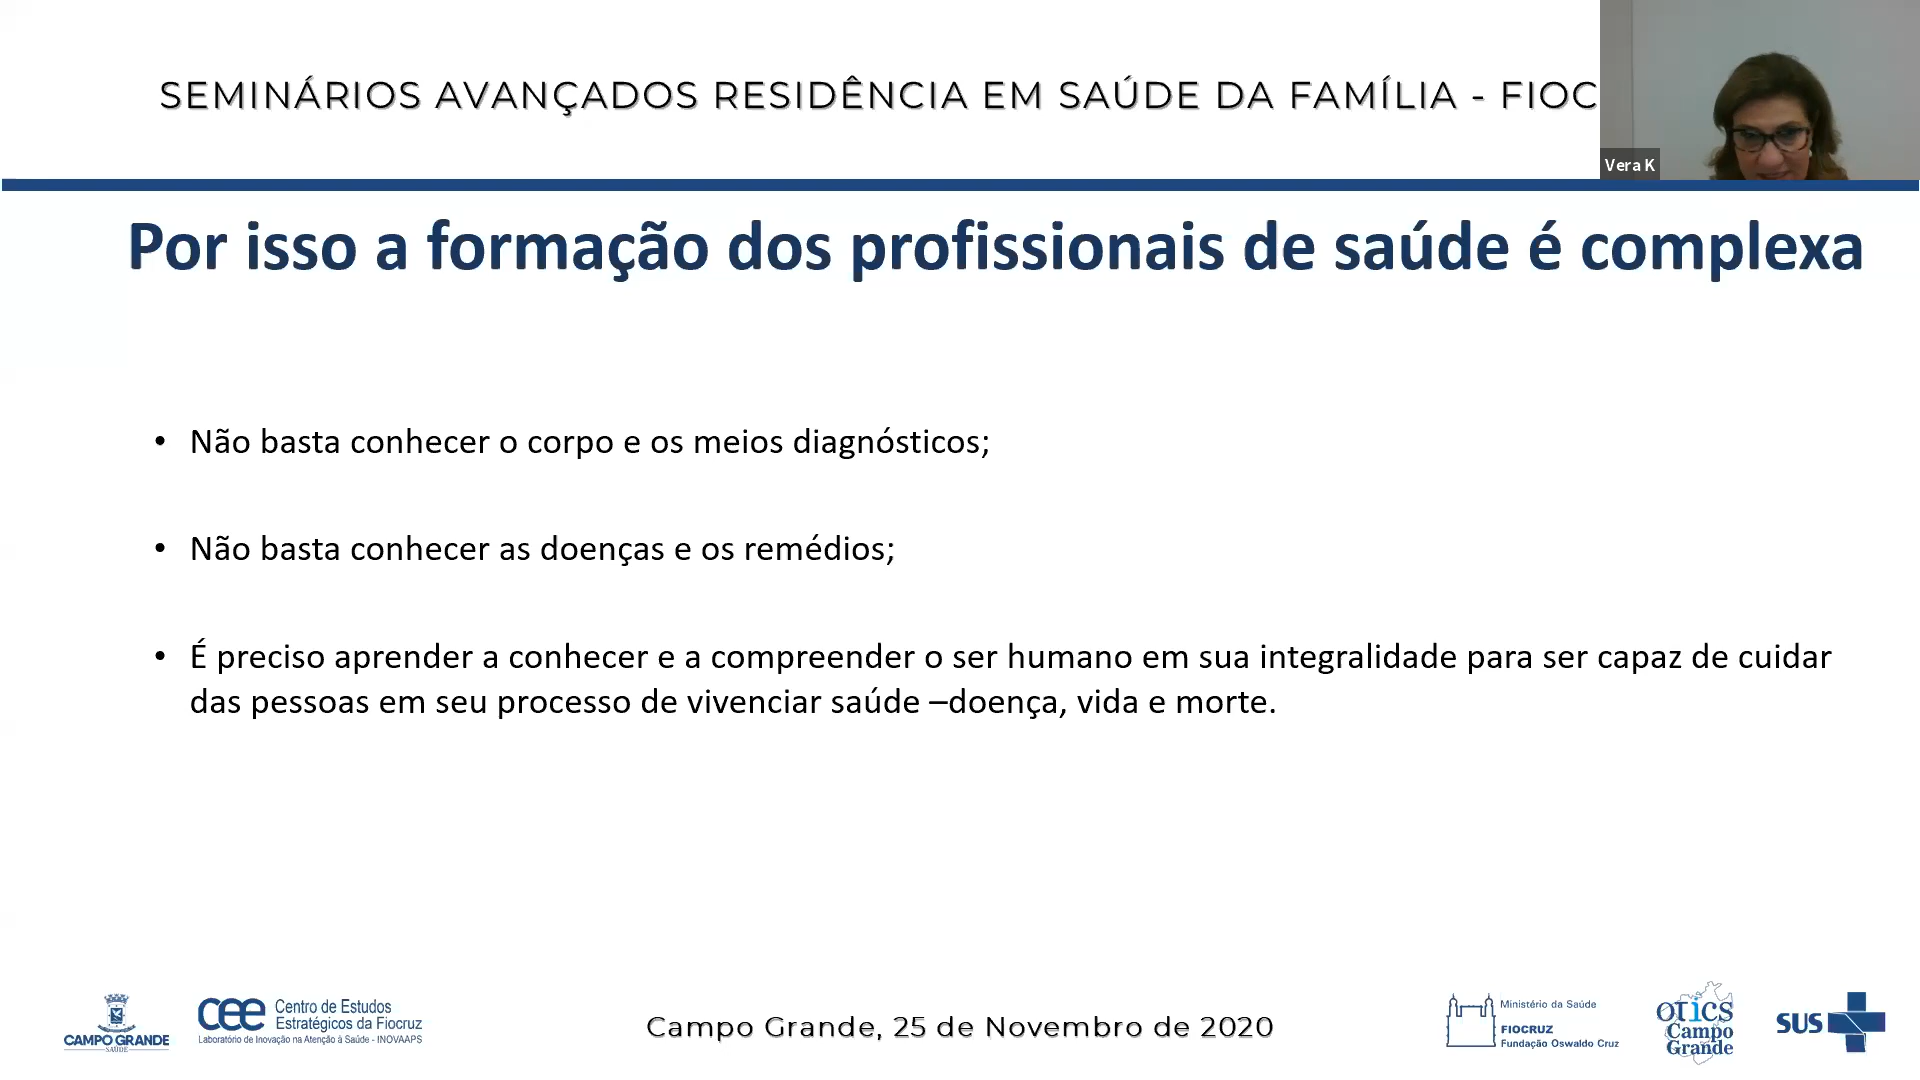 SEMINÁRIOS AVANÇADOS RESIDÊNCIA EM SAÚDE DA FAMÍLIA - FIOC
Vera K
Por isso a formação dos profissionais de saúde é complexa
• Não basta conhecer o corpo e os meios diagnósticos;
• Não basta conhecer as doenças e os remédios;
• É preciso aprender a conhecer e a compreender o ser humano em sua integralidade para ser capaz de cuidar
das pessoas em seu processo de vivenciar saúde –doença, vida e morte.
CAMPO GRANDE
SAÚDE
cee
Centro de Estudos
Estratégicos da Fiocruz
Laboratório de Inovação na Atenção à Saúde - INOVAAPS
Campo Grande, 25 de Novembro de 2020
Ministério da Saúde
FIOCRUZ
Fundação Oswaldo Cruz
OTICS
Campo
Grande
SUS